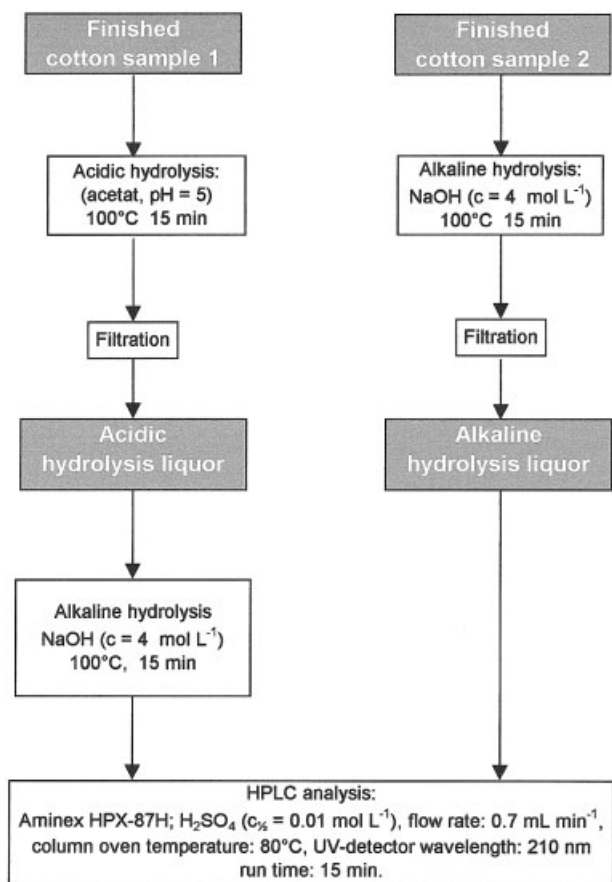 Finished
cotton sample 1
Finished
cotton sample 2
Acidic hydrolysis:
(acetat, pH = 5)
100°C 15 min
Alkaline hydrolysis:
NaOH (c = 4 mol L⁻¹)
100°C 15 min
Filtration
Filtration
Acidic
hydrolysis liquor
Alkaline
hydrolysis liquor
Alkaline hydrolysis
NaOH (c = 4 mol L⁻¹)
100°C, 15 min
HPLC analysis:
Aminex HPX-87H; H₂SO₄ (c½ = 0.01 mol L⁻¹), flow rate: 0.7 mL min⁻¹,
column oven temperature: 80°C, UV-detector wavelength: 210 nm
run time: 15 min.